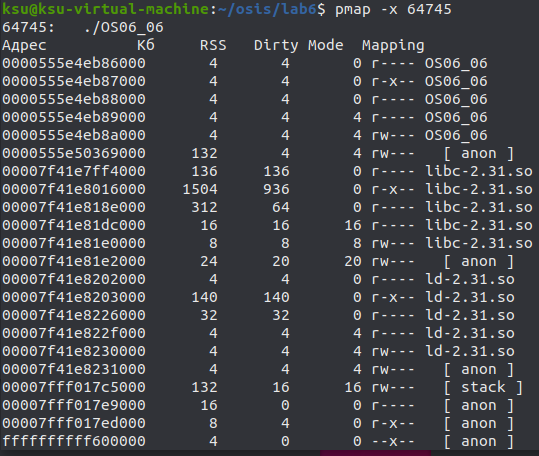 ksu@ksu-virtual-machine:~/osis/lab6$ pmap -x 64745
64745:   ./OS06_06
Адрес           Кб     RSS   Dirty Mode  Mapping
0000555e4eb86000       4       4       0 r---- OS06_06
0000555e4eb87000       4       4       0 r-x-- OS06_06
0000555e4eb88000       4       4       0 r---- OS06_06
0000555e4eb89000       4       4       4 r---- OS06_06
0000555e4eb8a000       4       4       4 rw--- OS06_06
0000555e50369000     132       4       4 rw---   [ anon ]
00007f41e7ff4000     136     136       0 r---- libc-2.31.so
00007f41e8016000    1504     936       0 r-x-- libc-2.31.so
00007f41e818e000     312      64       0 r---- libc-2.31.so
00007f41e81dc000      16      16      16 r---- libc-2.31.so
00007f41e81e0000       8       8       8 rw--- libc-2.31.so
00007f41e81e2000      24      20      20 rw---   [ anon ]
00007f41e8202000       4       4       0 r---- ld-2.31.so
00007f41e8203000     140     140       0 r-x-- ld-2.31.so
00007f41e8226000      32      32       0 r---- ld-2.31.so
00007f41e822f000       4       4       4 r---- ld-2.31.so
00007f41e8230000       4       4       4 rw--- ld-2.31.so
00007f41e8231000       4       4       4 rw---   [ anon ]
00007fff017c5000     132      16      16 rw---   [ stack ]
00007fff017e9000      16       0       0 r----   [ anon ]
00007fff017ed000       8       4       0 r-x--   [ anon ]
ffffffffff600000       4       0       0 --x--   [ anon ]